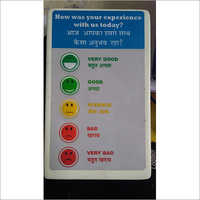 How was your experience
with us today?
आज आपका हमारे साथ
कैसा अनुभव रहा?
VERY GOOD
बहुत अच्छा
GOOD
अच्छा
BAD
खराब
VERY BAD
बहुत खराब